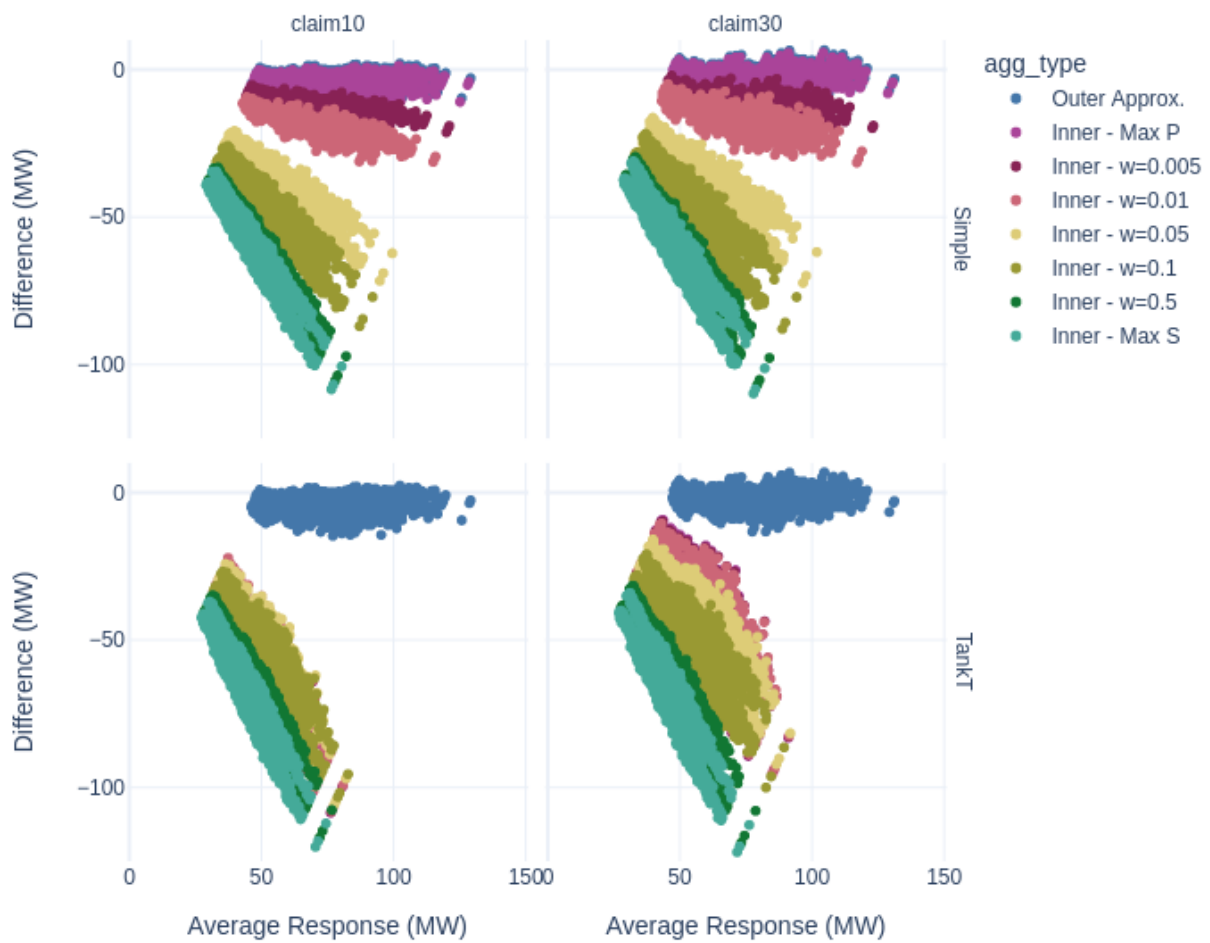 claim10
claim30
agg_type
Outer Approx.
Inner - Max P
Inner - w=0.005
Inner - w=0.01
Inner - w=0.05
Inner - w=0.1
Inner - w=0.5
Inner - Max S
0
−50
−100
Difference (MW)
Simple
0
−50
−100
Difference (MW)
TankT
0
50
100
150
0
50
100
150
Average Response (MW)
Average Response (MW)